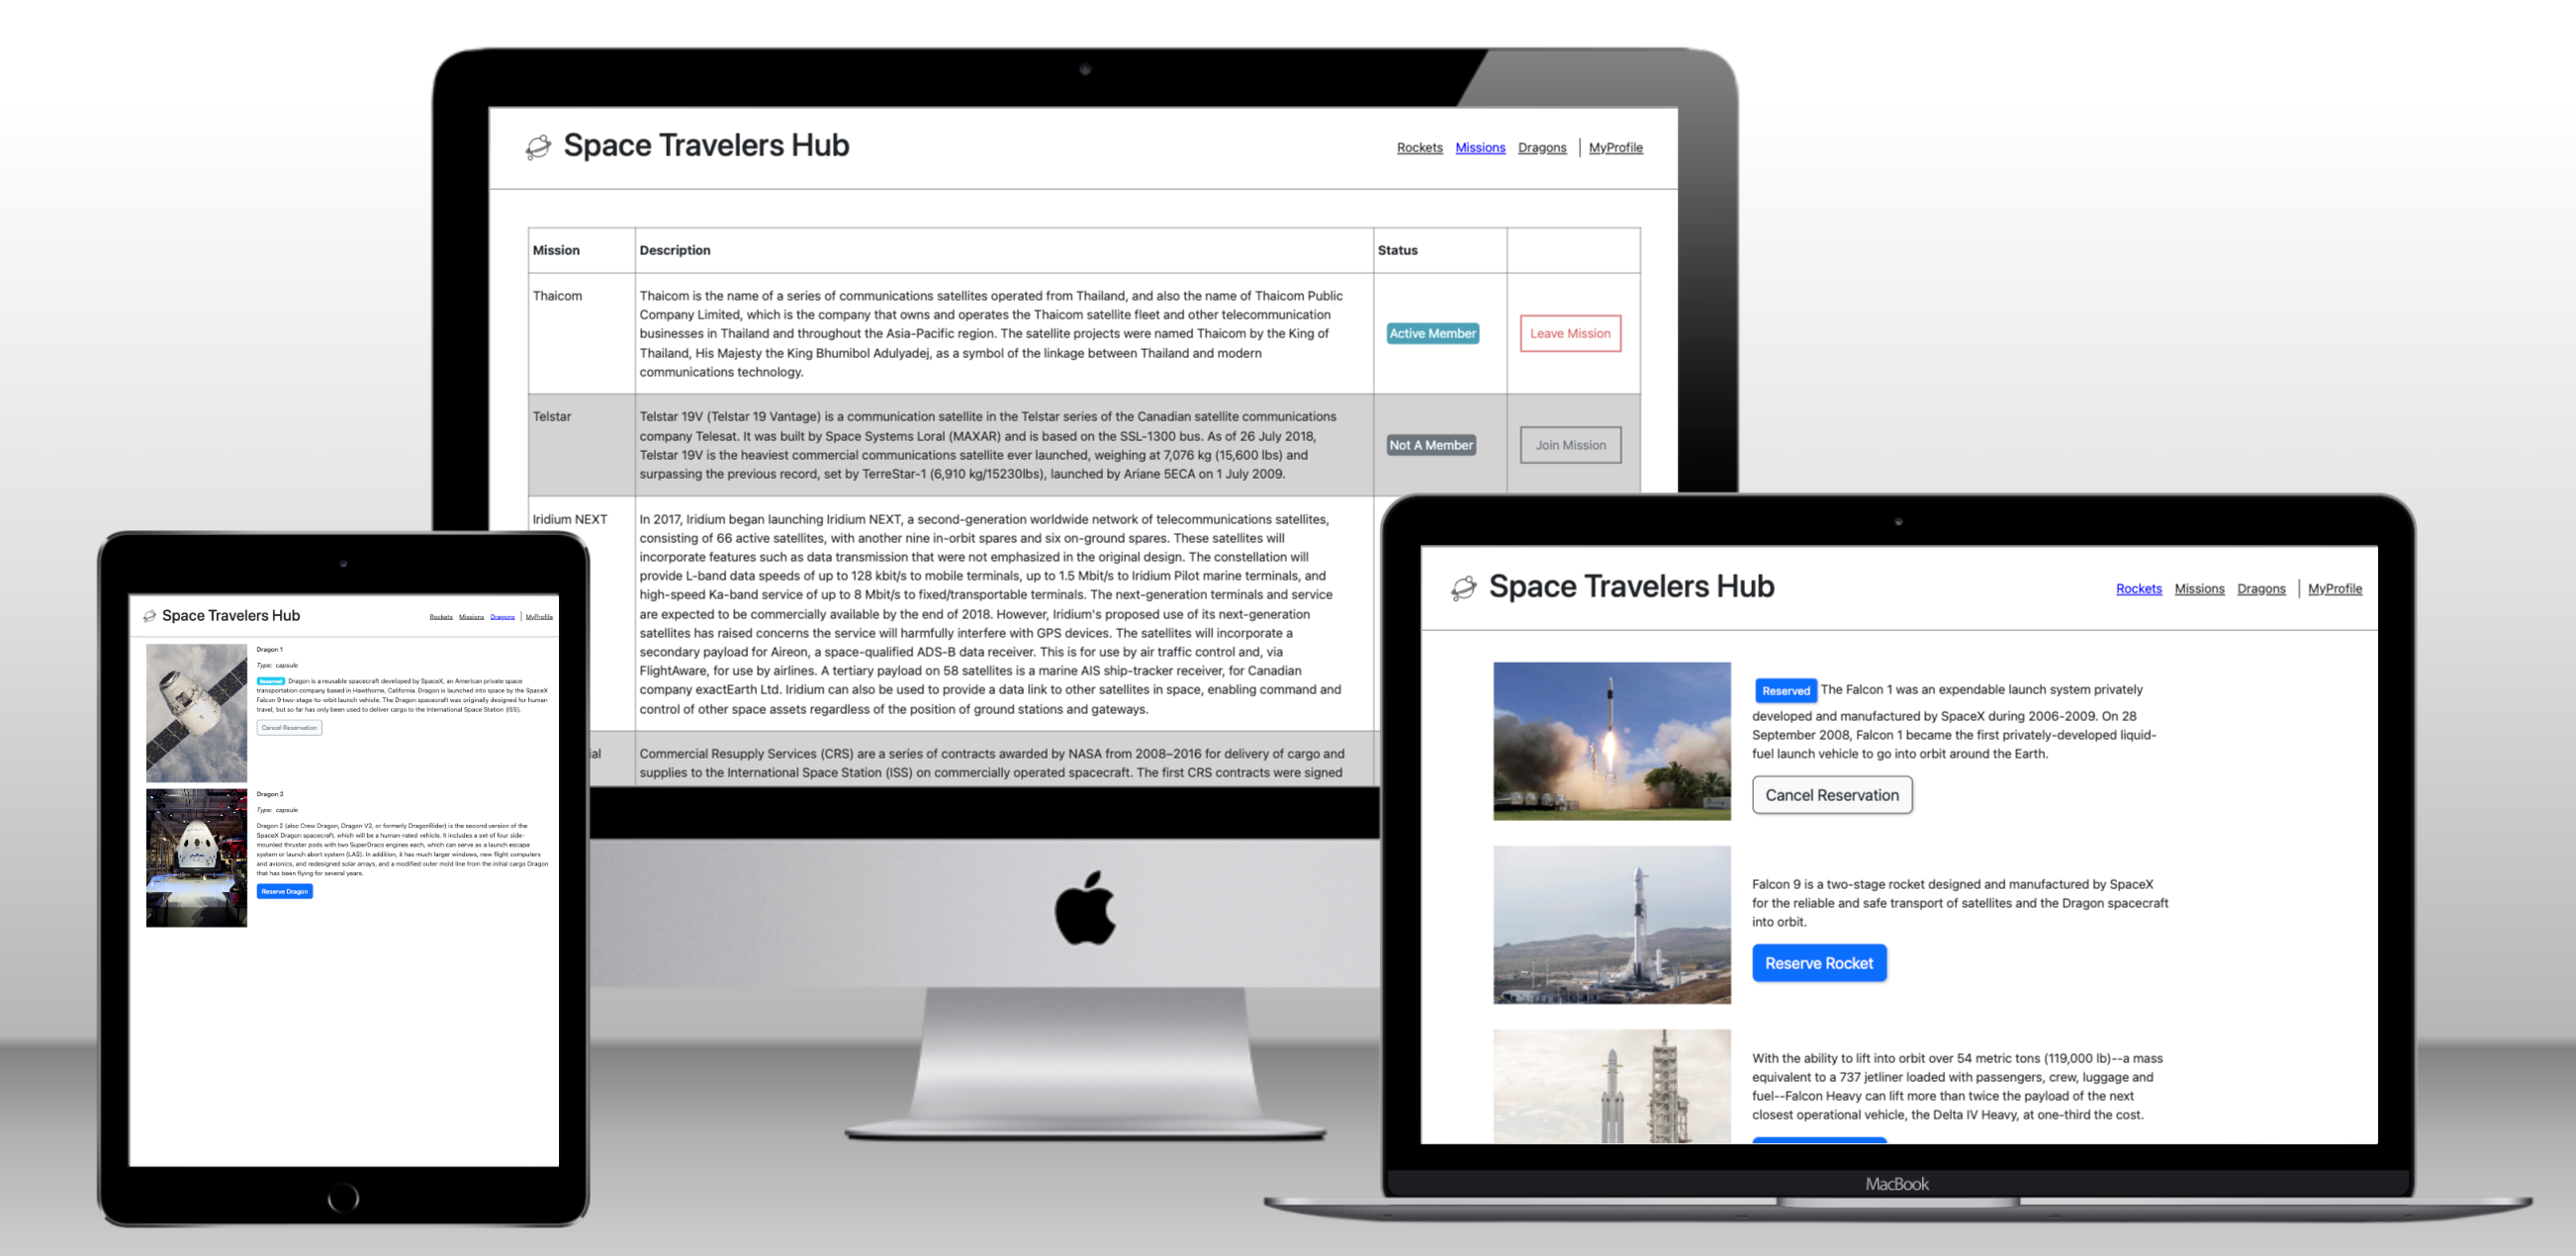 Space Travelers Hub
Rockets Missions Dragons MyProfile
Mission Description Status
Thaicom
Thaicom is the name of a series of communications satellites operated from Thailand, and also the name of Thaicom Public
Company Limited, which is the company that owns and operates the Thaicom satellite fleet and other telecommunication
businesses in Thailand and throughout the Asia-Pacific region. The satellite projects were named Thaicom by the King of
Thailand, His Majesty the King Bhumibol Adulyadej, as a symbol of the linkage between Thailand and modern
communications technology.
Active Member
Leave Mission
Telstar
Telstar 19V (Telstar 19 Vantage) is a communication satellite in the Telstar series of the Canadian satellite communications
company Telesat. It was built by Space Systems Loral (MAXAR) and is based on the SSL-1300 bus. As of 26 July 2018,
Telstar 19V is the heaviest commercial communications satellite ever launched, weighing at 7,076 kg (15,600 lbs) and
surpassing the previous record, set by TerreStar-1 (6,910 kg/15230lbs), launched by Ariane 5ECA on 1 July 2009.
Not A Member
Join Mission
Iridium NEXT
In 2017, Iridium began launching Iridium NEXT, a second-generation worldwide network of telecommunications satellites,
consisting of 66 active satellites, with another nine in-orbit spares and six on-ground spares. These satellites will
incorporate features such as data transmission that were not emphasized in the original design. The constellation will
provide L-band data speeds of up to 128 kbit/s to mobile terminals, up to 1.5 Mbit/s to Iridium Pilot marine terminals, and
high-speed Ka-band service of up to 8 Mbit/s to fixed/transportable terminals. The next-generation terminals and service
are expected to be commercially available by the end of 2018. However, Iridium's proposed use of its next-generation
satellites has raised concerns the service will harmfully interfere with GPS devices. The satellites will incorporate a
secondary payload for Aireon, a space-qualified ADS-B data receiver. This is for use by air traffic control and, via
FlightAware, for use by airlines. A tertiary payload on 58 satellites is a marine AIS ship-tracker receiver, for Canadian
company exactEarth Ltd. Iridium can also be used to provide a data link to other satellites in space, enabling command and
control of other space assets regardless of the position of ground stations and gateways.
ial
Commercial Resupply Services (CRS) are a series of contracts awarded by NASA from 2008–2016 for delivery of cargo and
supplies to the International Space Station (ISS) on commercially operated spacecraft. The first CRS contracts were signed
Space Travelers Hub
Rockets Missions Dragons MyProfile
Dragon 1
Type: capsule
Reserved Dragon is a reusable spacecraft developed by SpaceX, an American private space
transportation company based in Hawthorne, California. Dragon is launched into space by the SpaceX
Falcon 9 two-stage-to-orbit launch vehicle. The Dragon spacecraft was originally designed for human
travel, but so far has only been used to deliver cargo to the International Space Station (ISS).
Cancel Reservation
Dragon 2
Type: capsule
Dragon 2 (also Crew Dragon, Dragon V2, or formerly DragonRider) is the second version of the
SpaceX Dragon spacecraft, which will be a human-rated vehicle. It includes a set of four side-
mounted thruster pods with two SuperDraco engines each, which can serve as a launch escape
system or launch abort system (LAS). In addition, it has much larger windows, new flight computers
and avionics, and redesigned solar arrays, and a modified outer mold line from the initial cargo Dragon
that has been flying for several years.
Reserve Dragon
Space Travelers Hub
Rockets Missions Dragons MyProfile
Reserved The Falcon 1 was an expendable launch system privately
developed and manufactured by SpaceX during 2006-2009. On 28
September 2008, Falcon 1 became the first privately-developed liquid-
fuel launch vehicle to go into orbit around the Earth.
Cancel Reservation
Falcon 9 is a two-stage rocket designed and manufactured by SpaceX
for the reliable and safe transport of satellites and the Dragon spacecraft
into orbit.
Reserve Rocket
With the ability to lift into orbit over 54 metric tons (119,000 lb)--a mass
equivalent to a 737 jetliner loaded with passengers, crew, luggage and
fuel--Falcon Heavy can lift more than twice the payload of the next
closest operational vehicle, the Delta IV Heavy, at one-third the cost.
MacBook